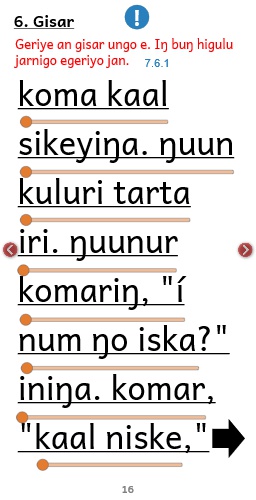 6. Gisar
Geriye an gisar ungo e. Iŋ buŋ higulu
jarnigo egeriyo jan.
7.6.1
koma kaal
sikeyiŋa. ŋuun
kuluri tarta
iri. ŋuunur
komariŋ, "í
num ŋo iska?"
iniŋa. komar,
"kaal niske,"
16